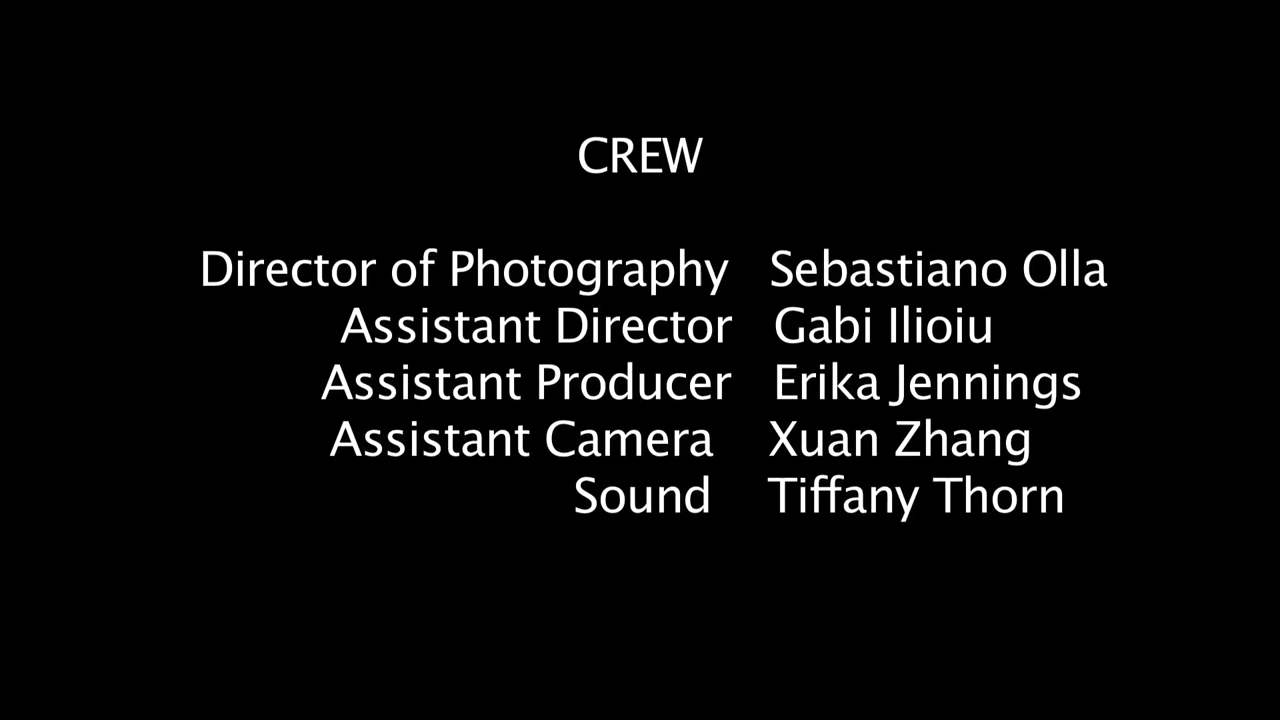 CREW
Director of Photography Sebastiano Olla
Assistant Director Gabi Ilioiu
Assistant Producer Erika Jennings
Assistant Camera Xuan Zhang
Sound Tiffany Thorn